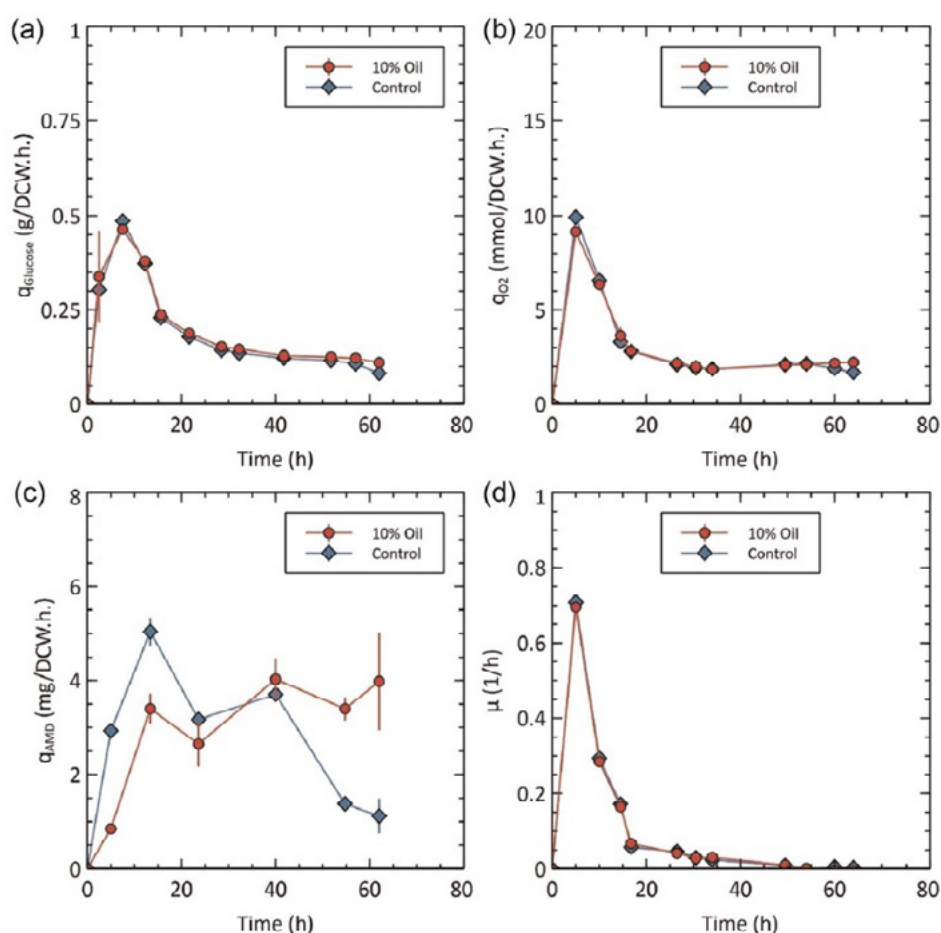 (a)
1
0.75
0.5
0.25
0
qGlucose (g/DCW.h.)
10% Oil
Control
0 20 40 60 80
Time (h)
(b)
20
15
10
5
0
qO2 (mmol/DCW.h.)
10% Oil
Control
0 20 40 60 80
Time (h)
(c)
8
6
4
2
0
qAMD (mg/DCW.h.)
10% Oil
Control
0 20 40 60 80
Time (h)
(d)
1
0.8
0.6
0.4
0.2
0
μ (1/h)
10% Oil
Control
0 20 40 60 80
Time (h)